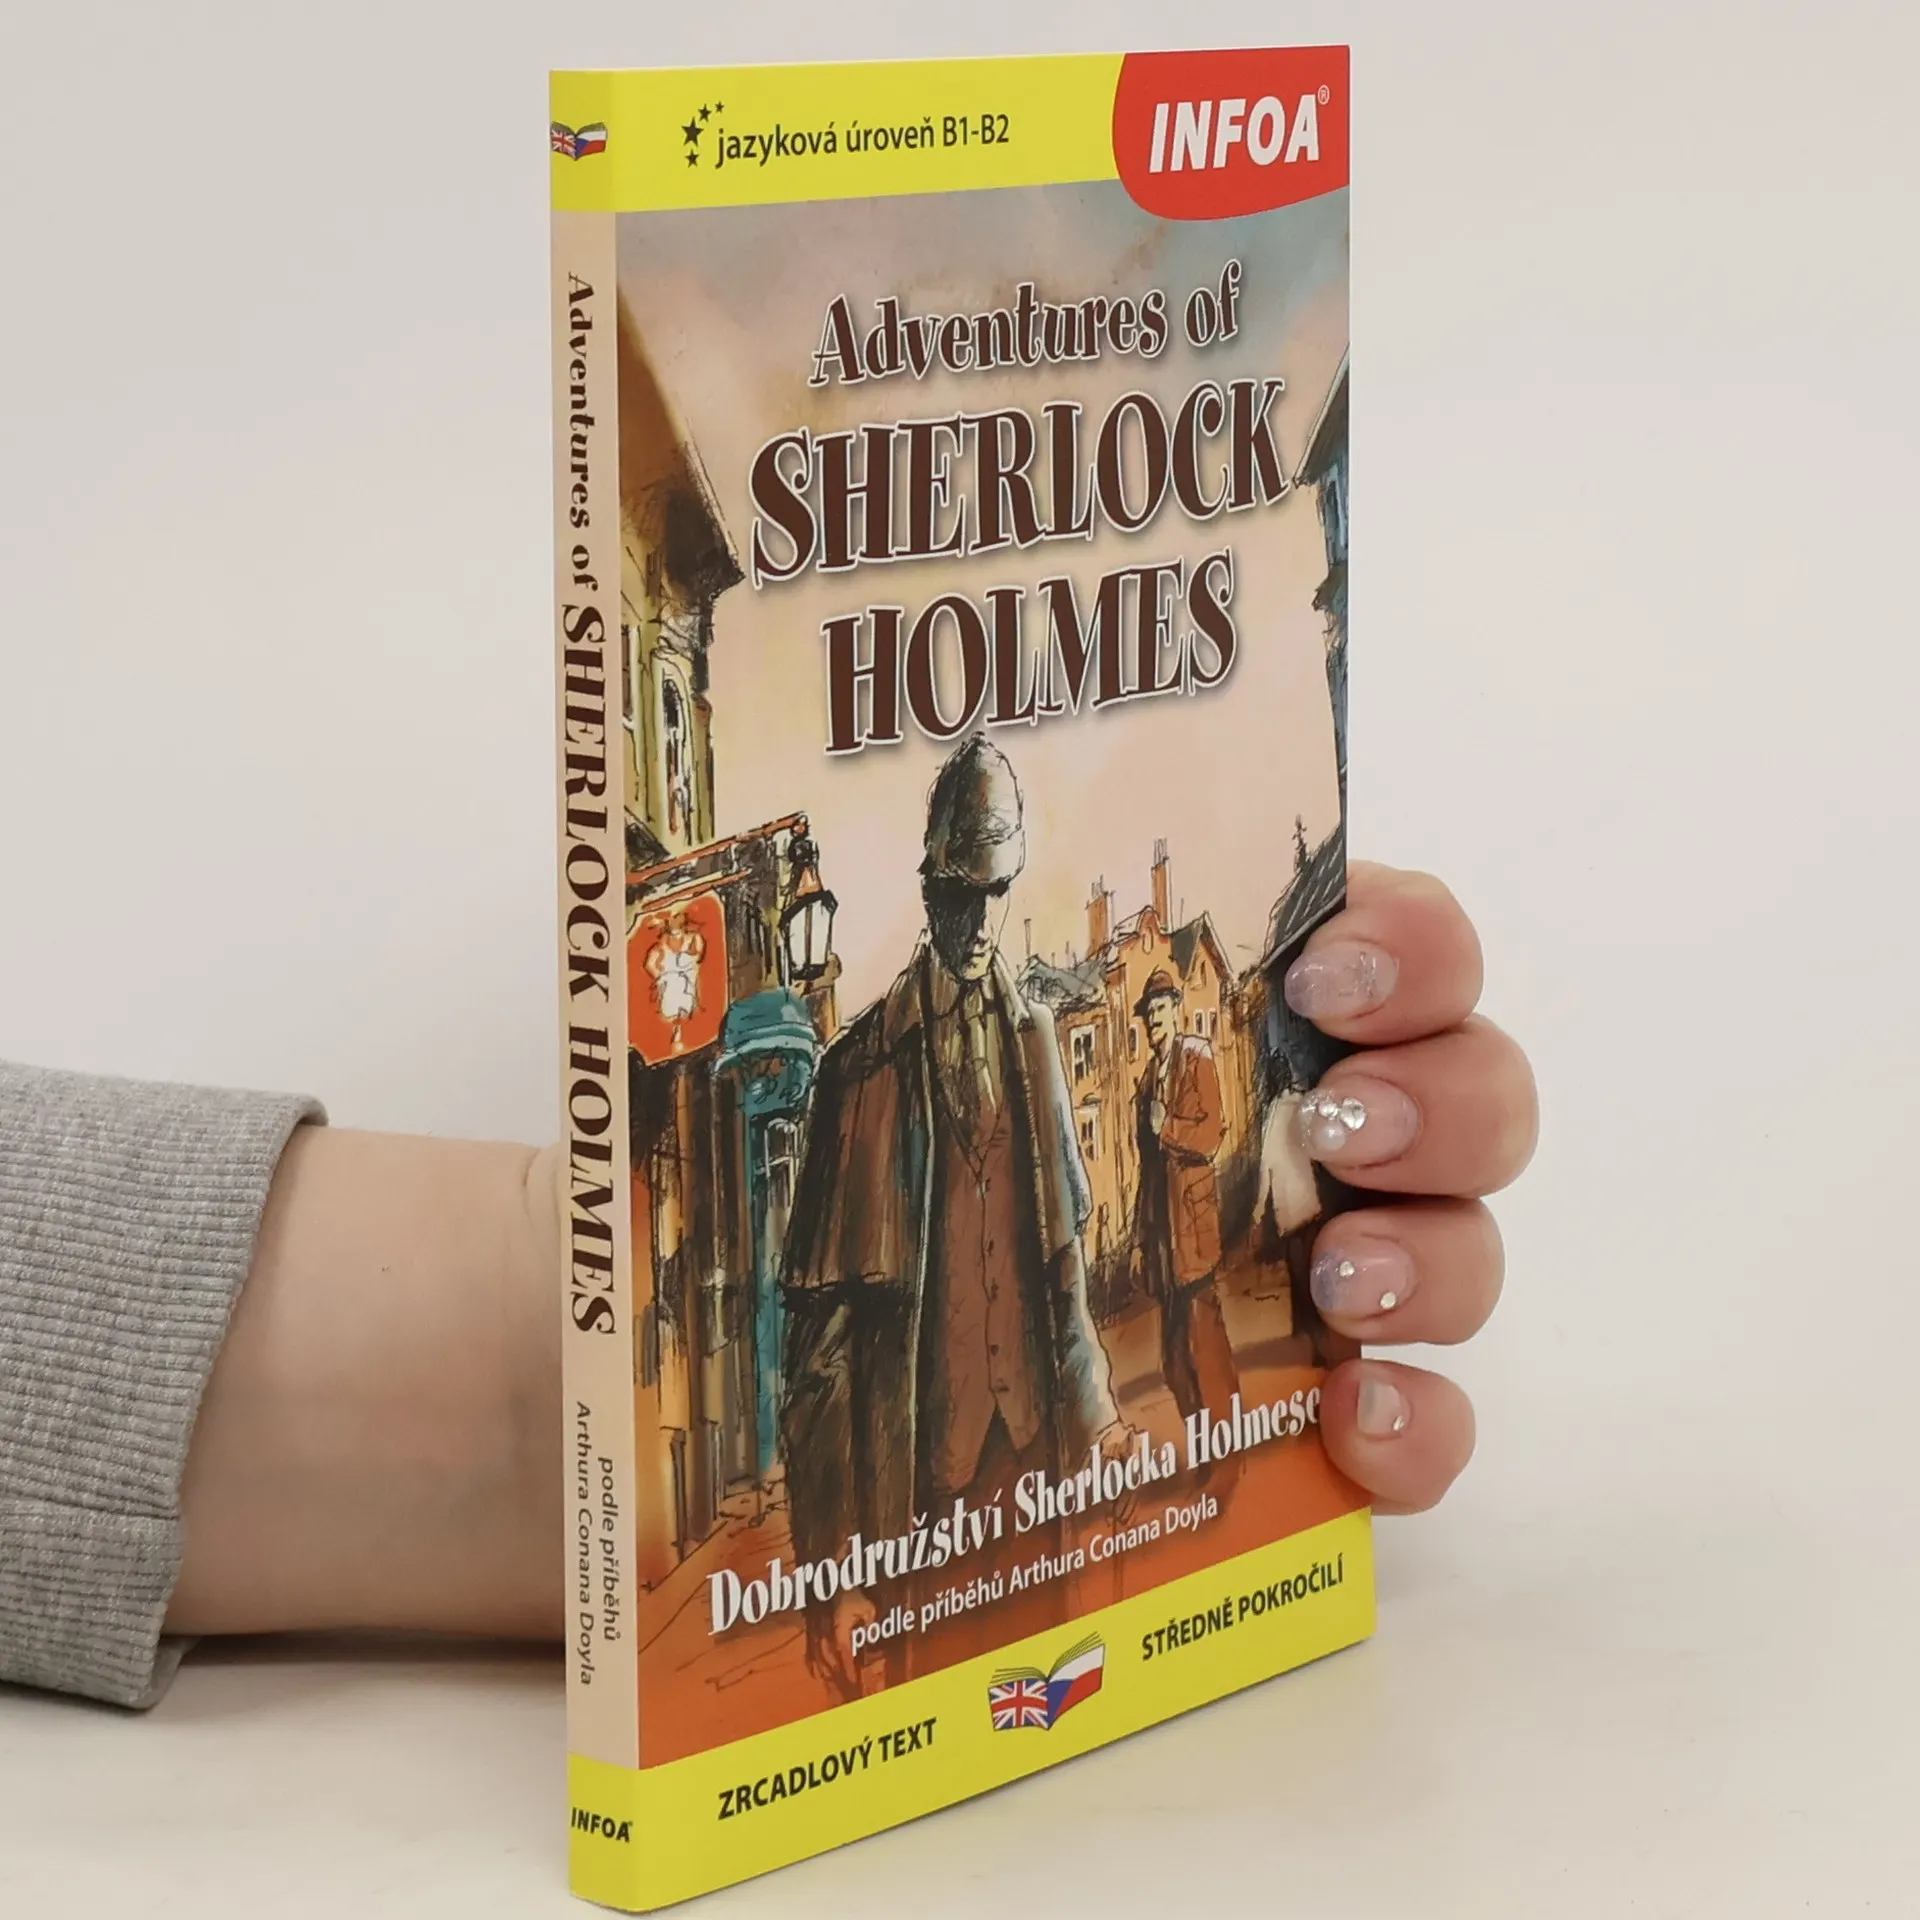 jazyková úroveň B1-B2
INFOA®
Adventures of
SHERLOCK
HOLMES
Dobrodružství Sherlocka Holmese
podle příběhů Arthura Conana Doyla
ZRCADLOVÝ TEXT
STŘEDNĚ POKROČILÍ
Adventures of SHERLOCK HOLMES
podle příběhů
Arthura Conana Doyla
INFOA®